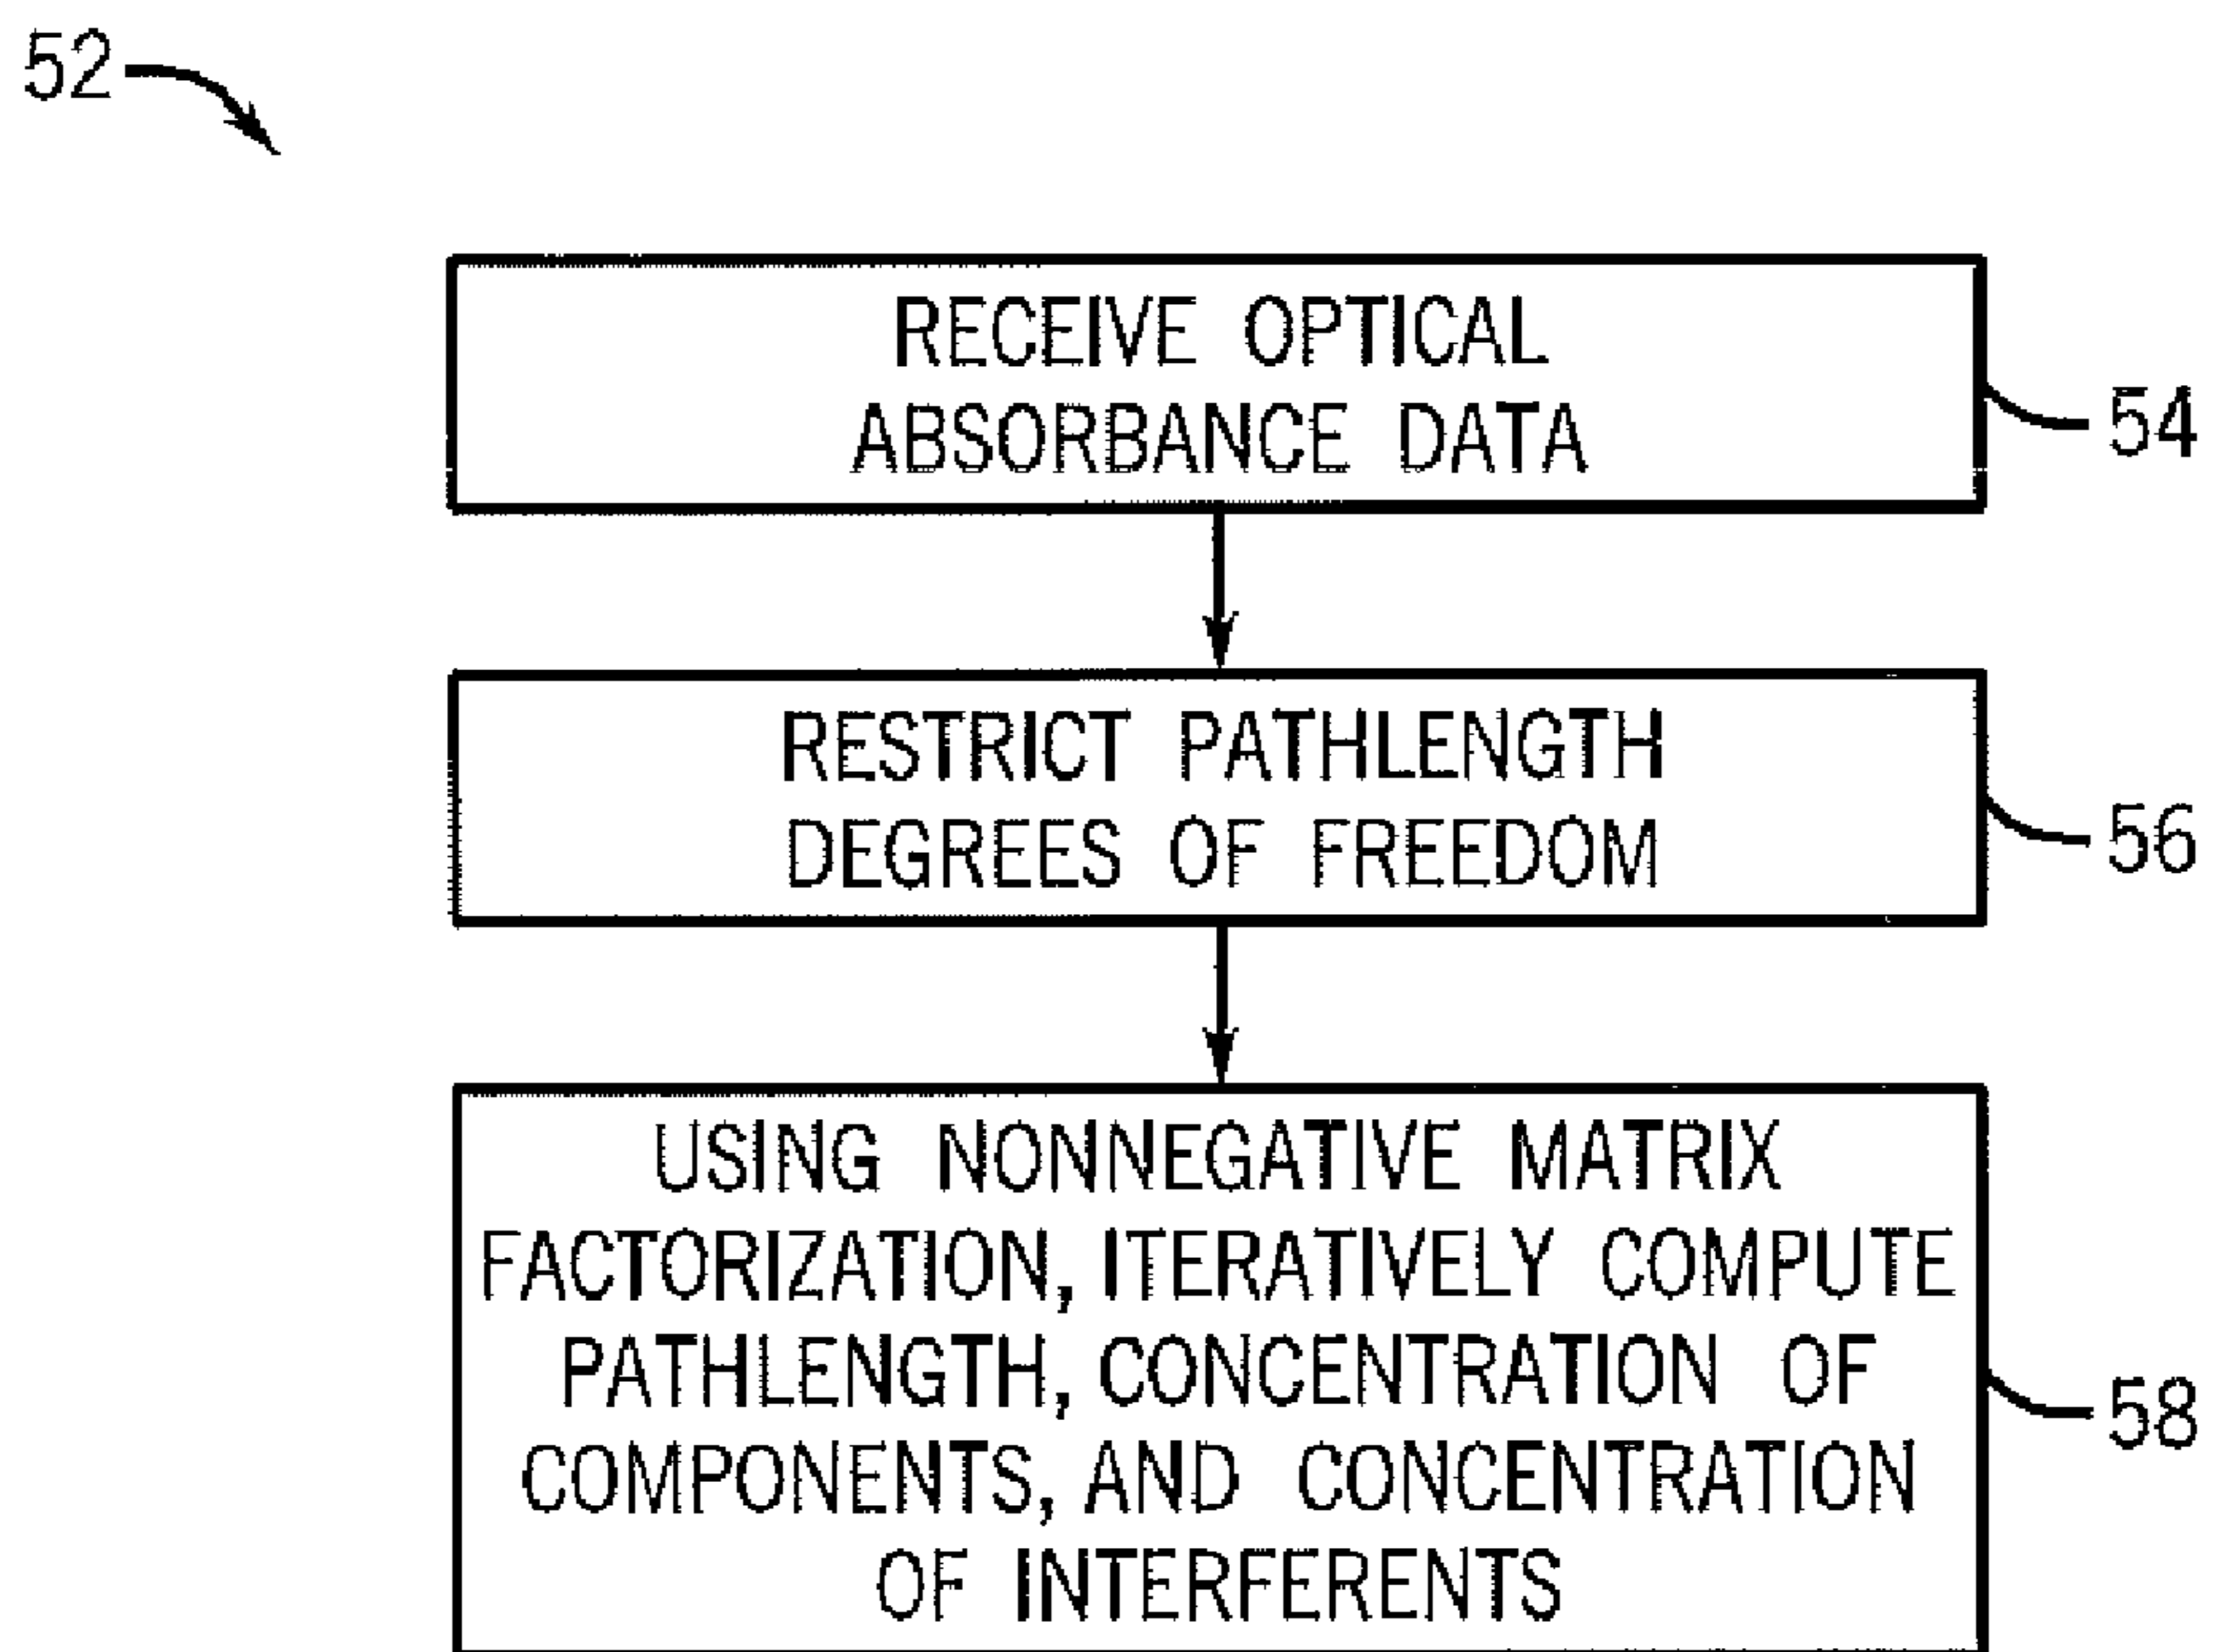 52
RECEIVE OPTICAL
ABSORBANCE DATA
54
RESTRICT PATHLENGTH
DEGREES OF FREEDOM
56
USING NONNEGATIVE MATRIX
FACTORIZATION, ITERATIVELY COMPUTE
PATHLENGTH, CONCENTRATION OF
COMPONENTS, AND CONCENTRATION
OF INTERFERENTS
58